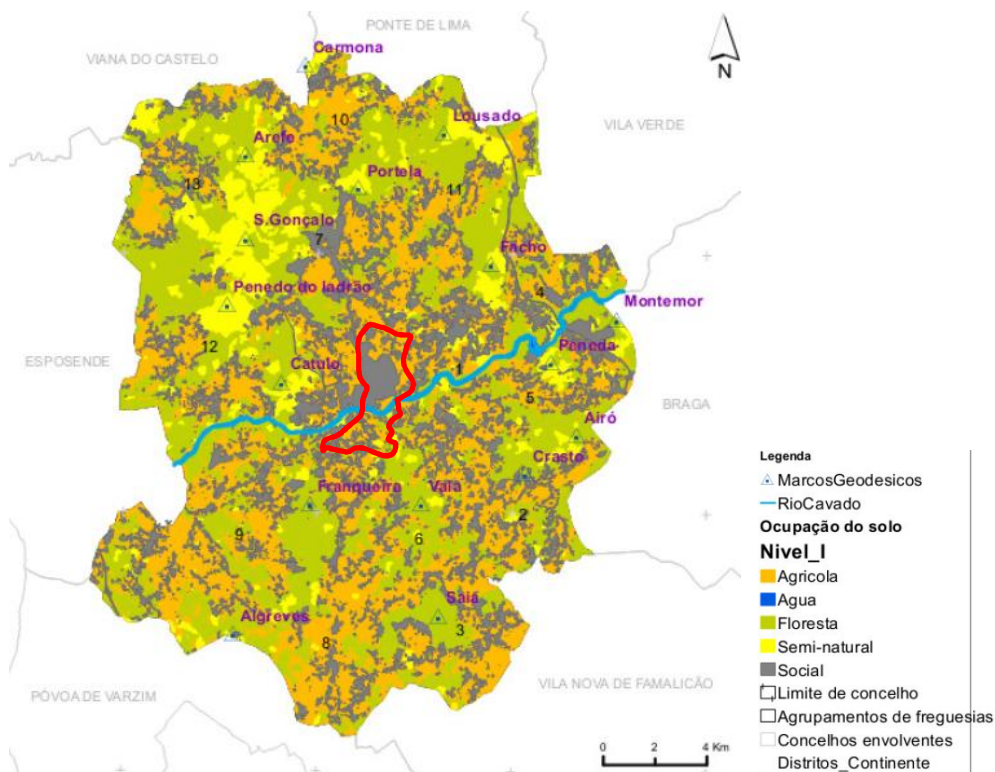 PONTE DE LIMA
Carmona
VIANA DO CASTELO
N
10
Lousado
VILA VERDE
Arefe
Portela
13
11
S.Gonçalo
7
Facho
Penedo do ladrão
4
Montemor
12
ESPOSENDE
Catulo
1
Peneda
5
BRAGA
Airó
Crasto
Franqueira
Vaia
2
9
6
Saia
Algreves
3
8
PÓVOA DE VARZIM
VILA NOVA DE FAMALICÃO
0 2 4 Km
Legenda
MarcosGeodesicos
RioCavado
Ocupação do solo
Nivel_I
Agricola
Agua
Floresta
Semi-natural
Social
Limite de concelho
Agrupamentos de freguesias
Concelhos envolventes
Distritos_Continente